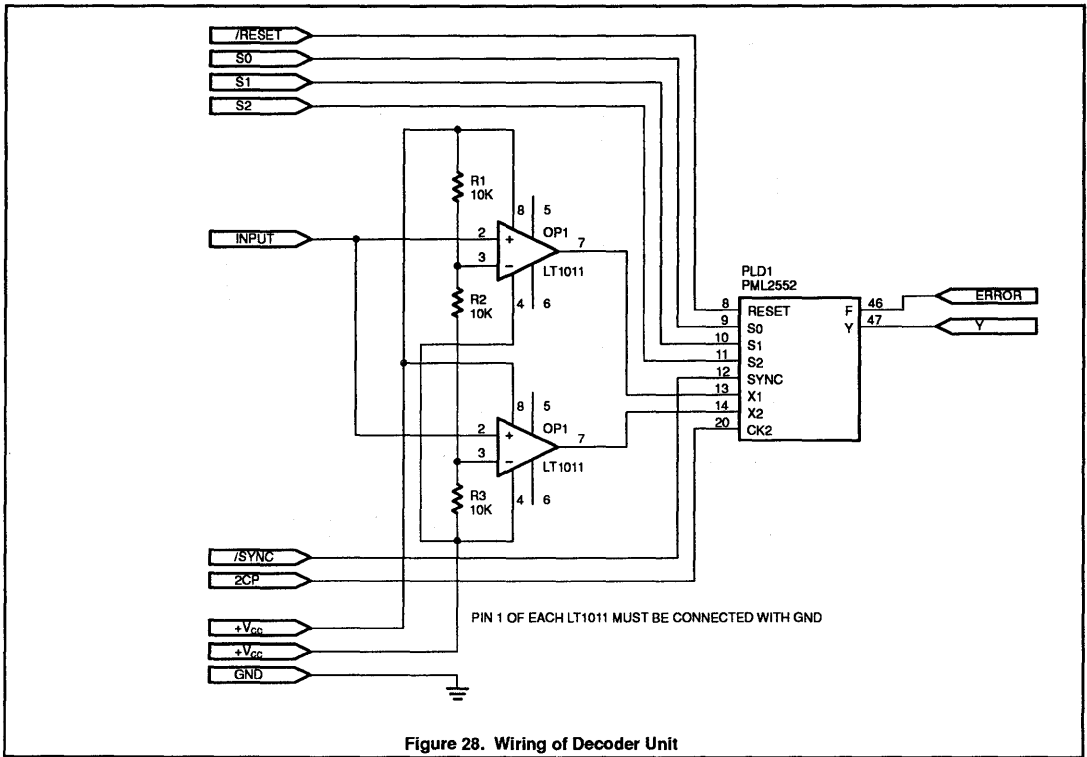 /RESET
S0
S1
S2
R1
10K
8 5
OP1
INPUT
2
+
7
3
−
LT1011
4 6
R2
10K
PLD1
PML2552
8 RESET F 46 ERROR
9 S0 Y 47 Y
10 S1
11 S2
12 SYNC
13 X1
14 X2
20 CK2
8 5
OP1
2
+
7
3
−
LT1011
4 6
R3
10K
/SYNC
2CP
PIN 1 OF EACH LT1011 MUST BE CONNECTED WITH GND
+VCC
+VCC
GND
Figure 28. Wiring of Decoder Unit